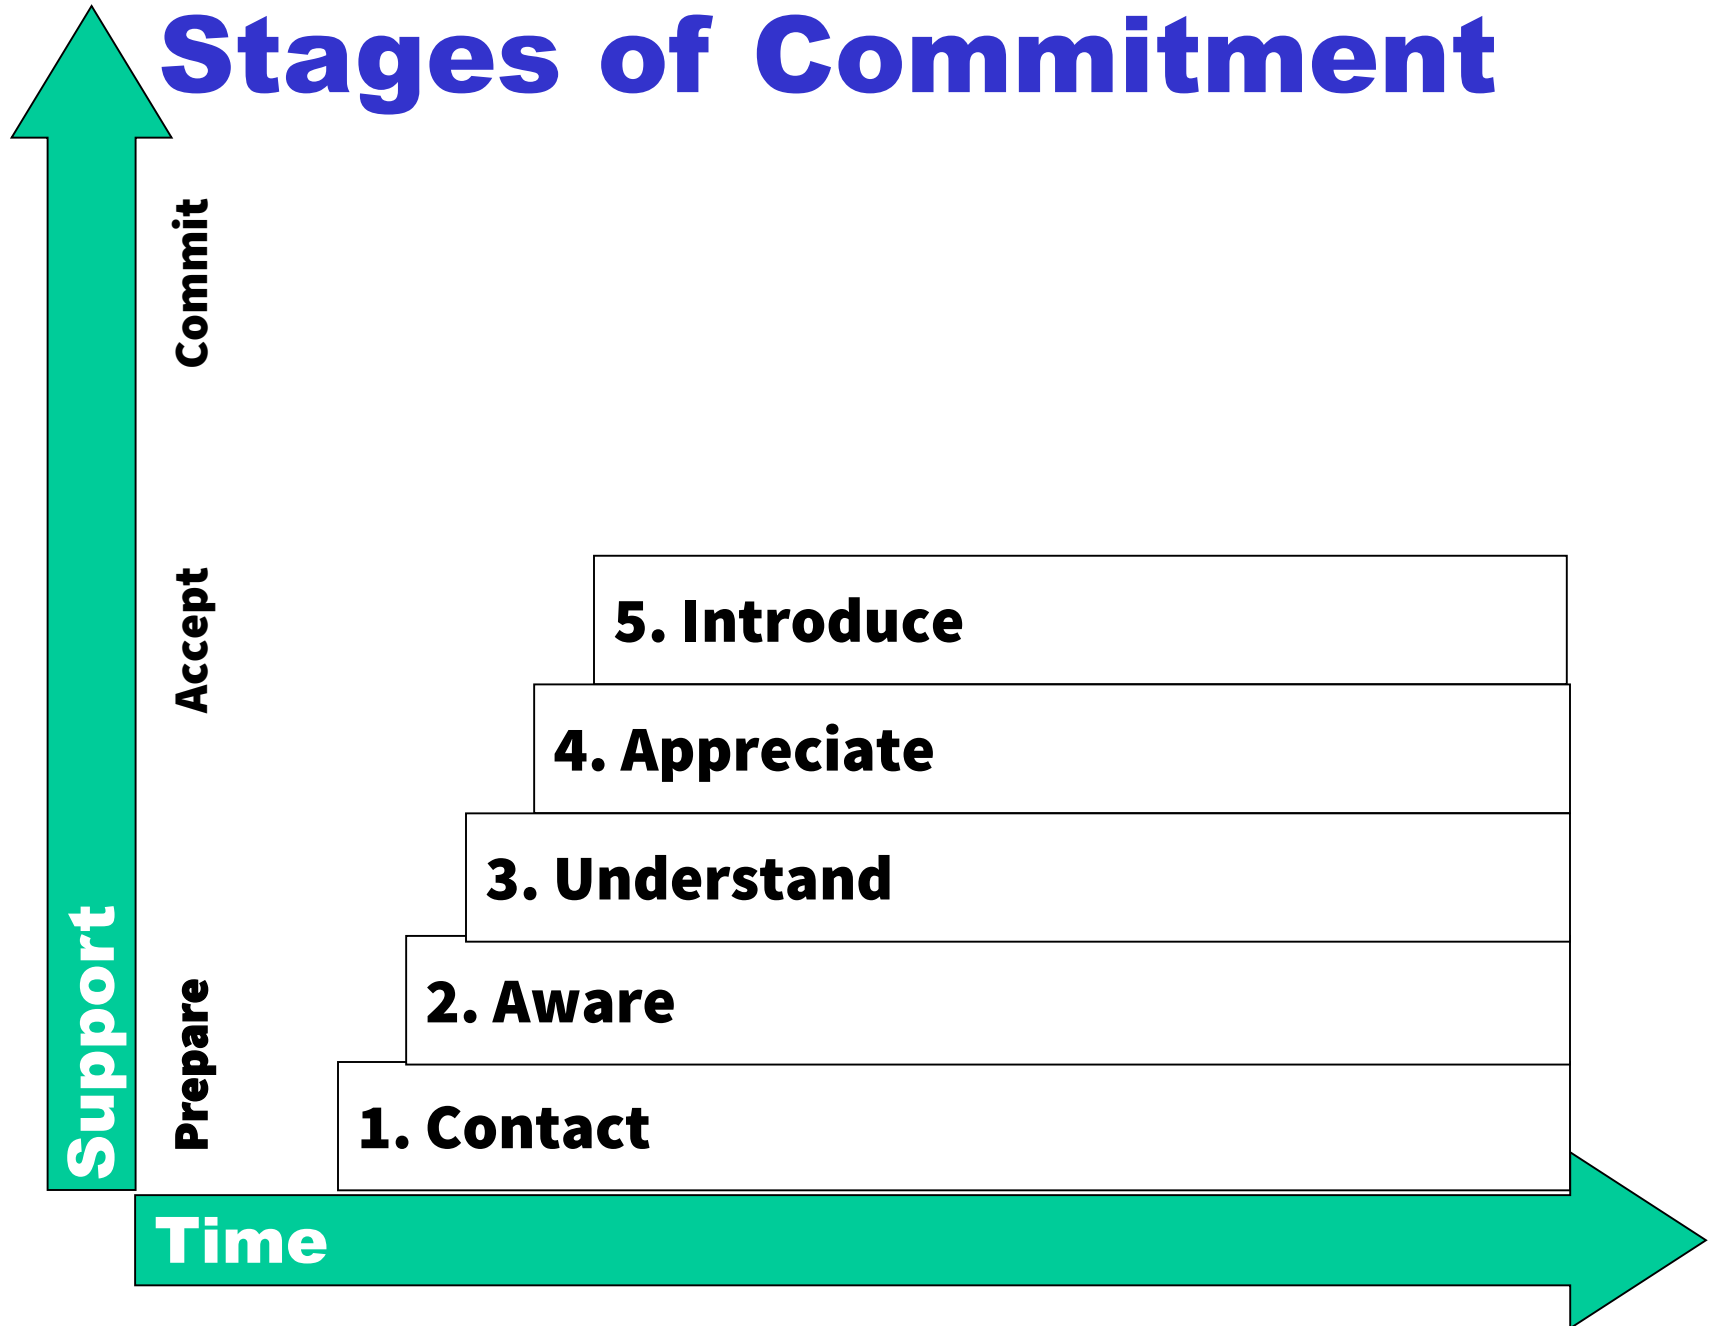 Stages of Commitment
Commit
Accept
Prepare
Support
5. Introduce
4. Appreciate
3. Understand
2. Aware
1. Contact
Time